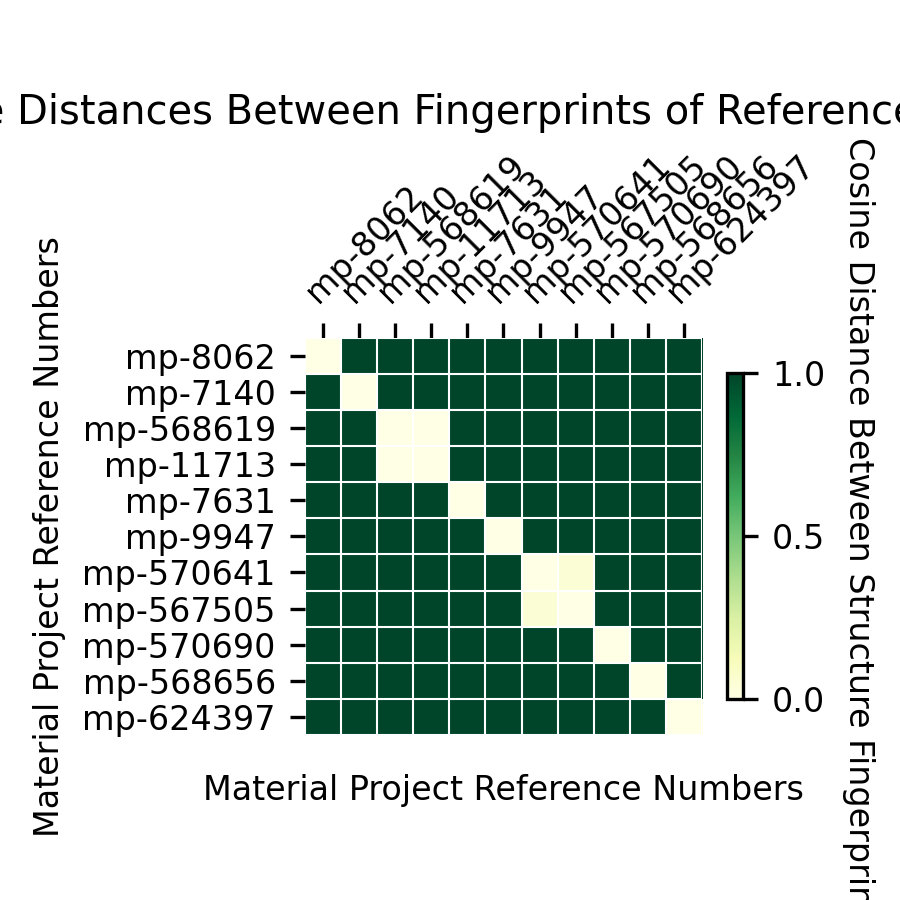 Distances Between Fingerprints of Reference
mp-8062
mp-7140
mp-568619
mp-11713
mp-7631
mp-9947
mp-570641
mp-567505
mp-570690
mp-568656
mp-624397
Material Project Reference Numbers
mp-8062
mp-7140
mp-568619
mp-11713
mp-7631
mp-9947
mp-570641
mp-567505
mp-570690
mp-568656
mp-624397
Material Project Reference Numbers
1.0
0.5
0.0
Cosine Distance Between Structure Fingerprin